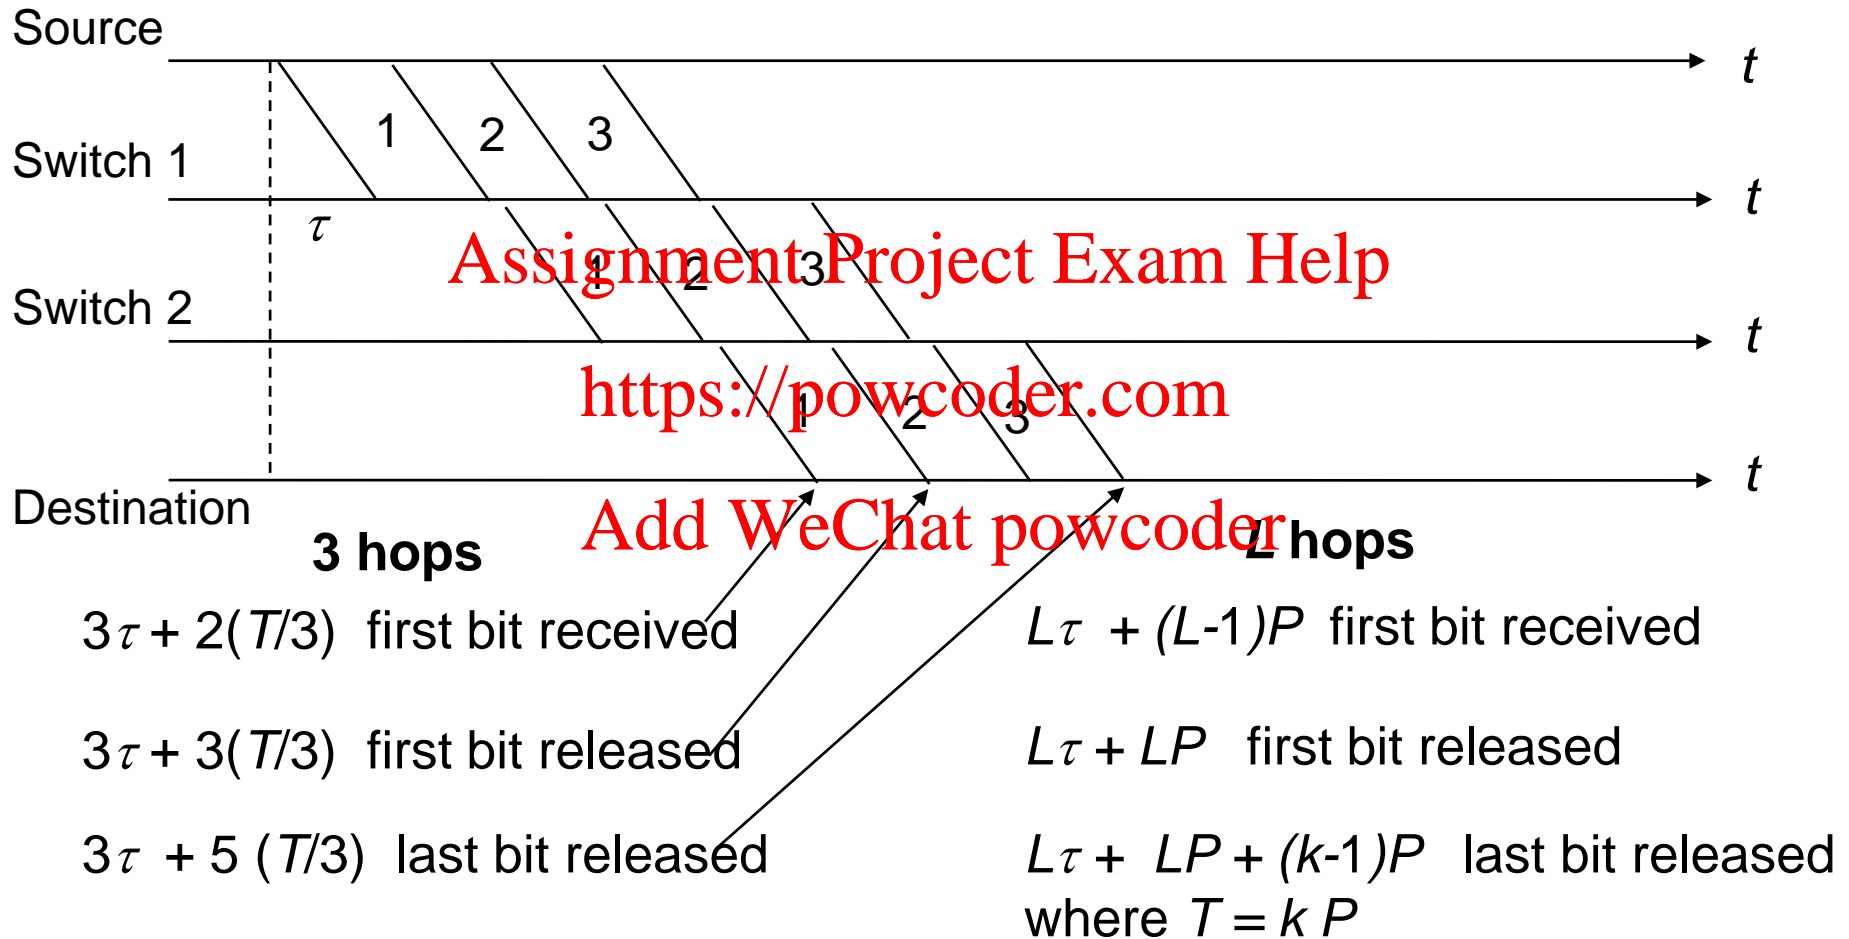 Source
t
1 2 3
Switch 1
t
τ
Assignment Project Exam Help
1 2 3
Switch 2
t
https://powcoder.com
1 2 3
t
Destination
Add WeChat powcoder
3 hops
L hops
3τ + 2(T/3) first bit received
Lτ + (L-1)P first bit received
3τ + 3(T/3) first bit released
Lτ + LP first bit released
3τ + 5 (T/3) last bit released
Lτ + LP + (k-1)P last bit released
where T = k P